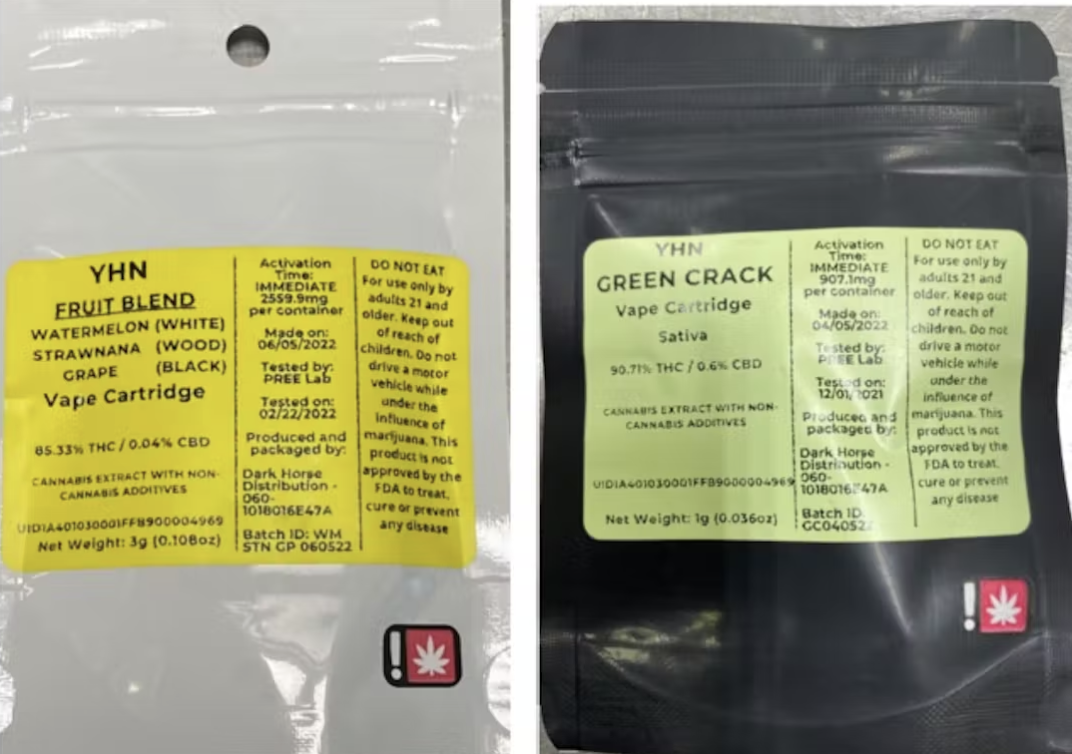 YHN
FRUIT BLEND
WATERMELON (WHITE)
STRAWNANA (WOOD)
GRAPE (BLACK)
Vape Cartridge
85.33% THC / 0.04% CBD
CANNABIS EXTRACT WITH NON-
CANNABIS ADDITIVES
UID1A401030001FFB900004969
Net Weight: 3g (0.108oz)
Activation
Time:
IMMEDIATE
2559.9mg
per container
Made on:
06/05/2022
Tested by:
PREE Lab
Tested on:
02/22/2022
Produced and
packaged by:
Dark Horse
Distribution -
060-
1018016E47A
Batch ID: WM
STN GP 060522
DO NOT EAT
For use only by
adults 21 and
older. Keep out
of reach of
children. Do not
drive a motor
vehicle while
under the
influence of
marijuana. This
product is not
approved by the
FDA to treat,
cure or prevent
any disease
!
YHN
GREEN CRACK
Vape Cartridge
Sativa
90.71% THC / 0.6% CBD
CANNABIS EXTRACT WITH NON-
CANNABIS ADDITIVES
UID1A401030001FFB9000004969
Net Weight: 1g (0.036oz)
Activation
Time:
IMMEDIATE
907.1mg
per container
Made on:
04/05/2022
Tested by:
PREE Lab
Tested on:
12/01/2021
Produced and
packaged by:
Dark Horse
Distribution -
060-
1018016E47A
Batch ID:
DO NOT EAT
For use only by
adults 21 and
older. Keep out
of reach of
children. Do not
drive a motor
vehicle while
under the
influence of
marijuana. This
product is not
approved by the
FDA to treat,
cure or prevent
any disease
!